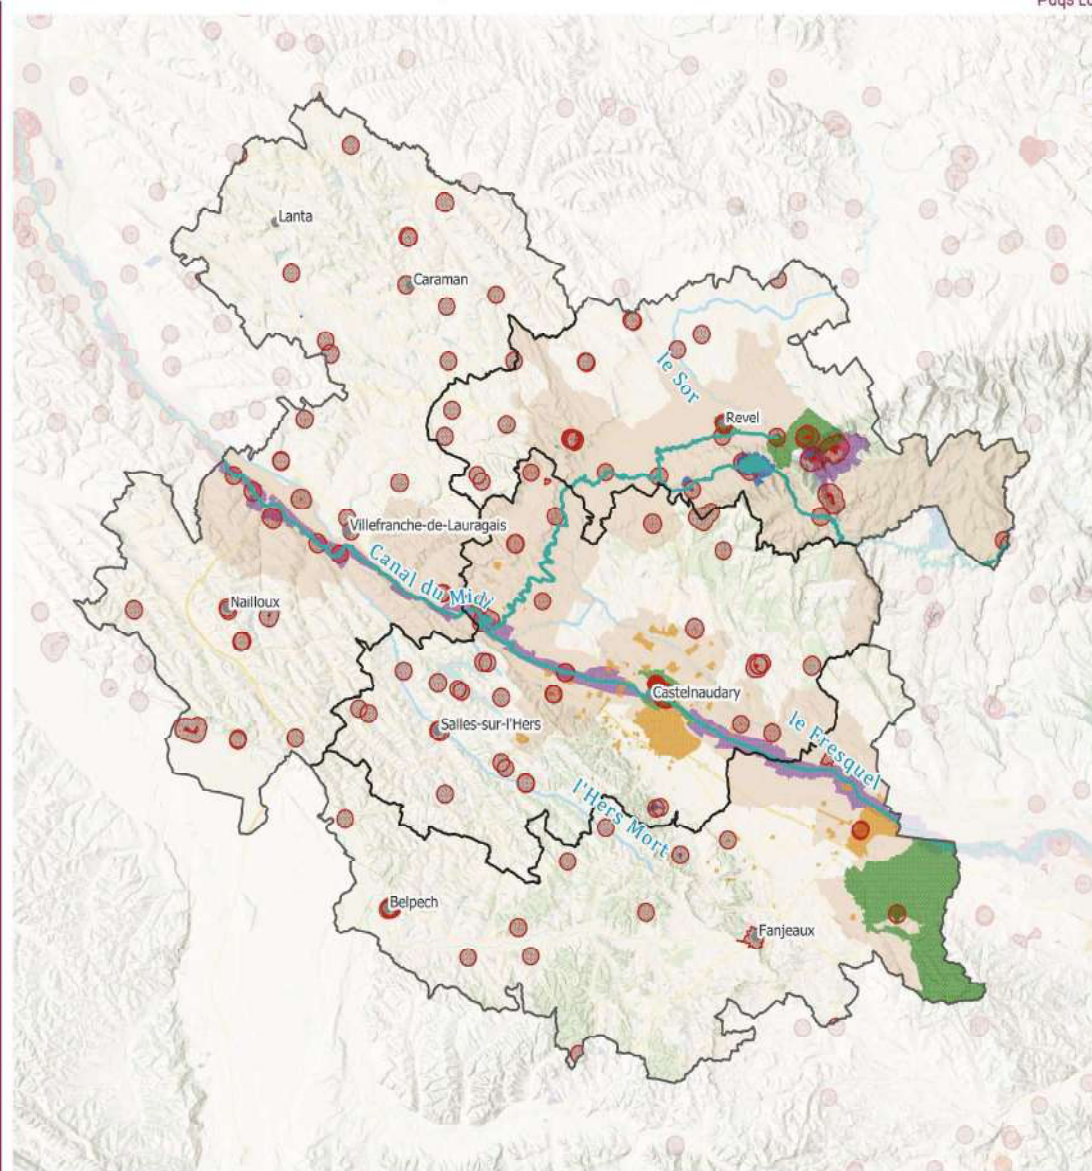 Lanta
Caraman
le Sor
Revel
Villefranche-de-Lauragais
Canal du Midi
Nailloux
Castelnaudary
Salles-sur-l'Hers
le Fresquel
l'Hers Mort
Belpech
Fanjeaux